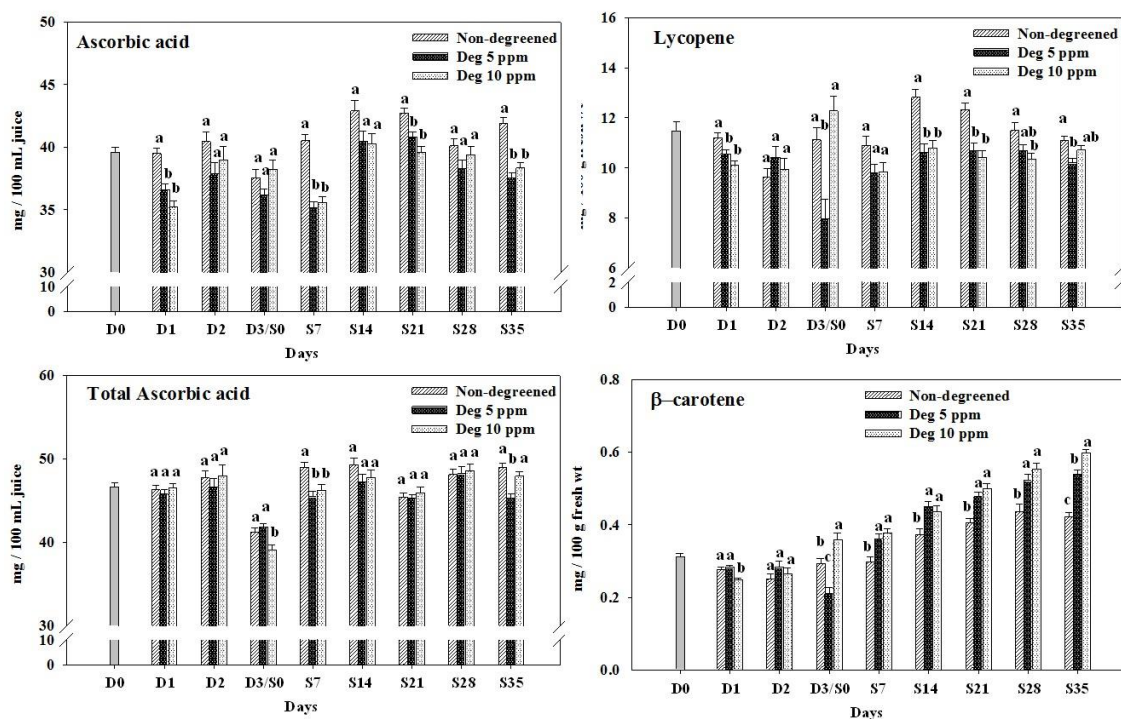 Ascorbic acid
Non-degreened
Deg 5 ppm
Deg 10 ppm
mg / 100 mL juice
50
45
40
35
30
10
0
a b b
a a a
a a a
a b b
a a a
a b b
a a a
a b b
D0 D1 D2 D3/S0 S7 S14 S21 S28 S35
Days
Lycopene
Non-degreened
Deg 5 ppm
Deg 10 ppm
16
14
12
10
8
6
2
0
a b b
a a a
a b a
a a a
a b b
a b b
a ab b
a b ab
D0 D1 D2 D3/S0 S7 S14 S21 S28 S35
Days
Total Ascorbic acid
Non-degreened
Deg 5 ppm
Deg 10 ppm
mg / 100 mL juice
60
50
40
30
10
0
a a a
a a a
a a b
a b b
a a a
a a a
a a a
a b a
D0 D1 D2 D3/S0 S7 S14 S21 S28 S35
Days
β–carotene
Non-degreened
Deg 5 ppm
Deg 10 ppm
mg / 100 g fresh wt
0.8
0.6
0.4
0.2
0.0
a a b
a a a
b c a
b a a
b a a
b a a
b a a
c b a
D0 D1 D2 D3/S0 S7 S14 S21 S28 S35
Days